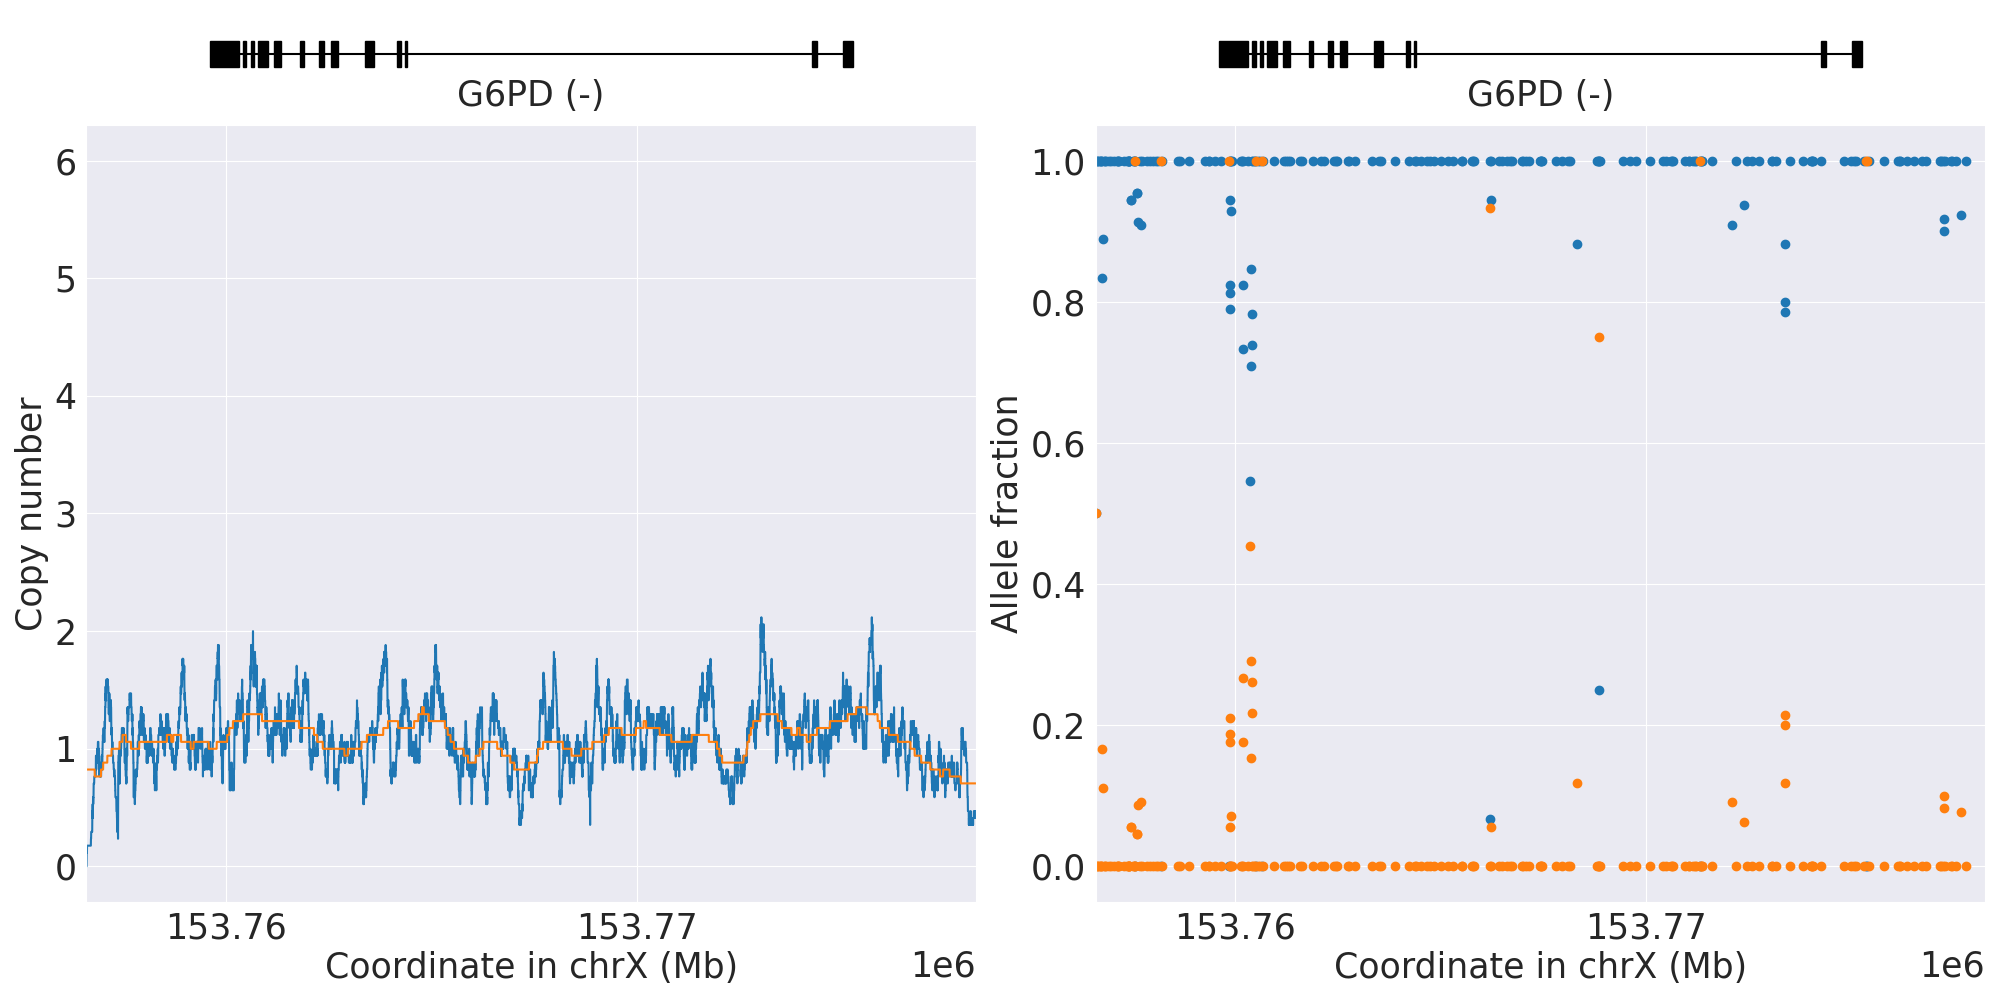 G6PD (-)
G6PD (-)
Copy number
6
5
4
3
2
1
0
153.76
153.77
Coordinate in chrX (Mb)
1e6
Allele fraction
1.0
0.8
0.6
0.4
0.2
0.0
153.76
153.77
Coordinate in chrX (Mb)
1e6